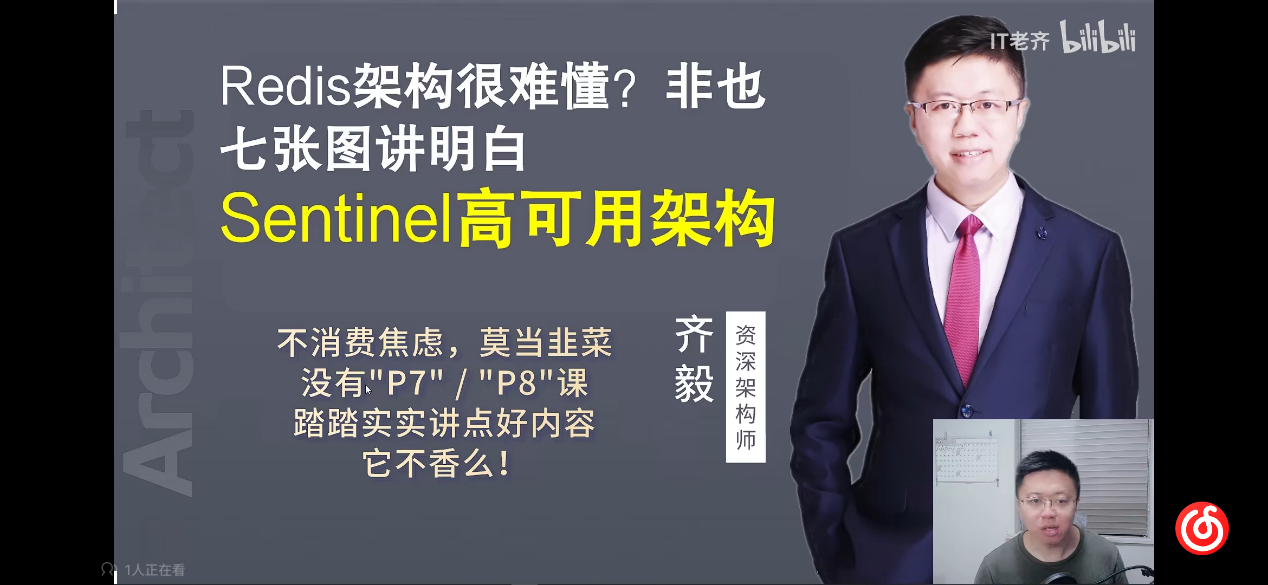 IT老齐 bilibili
Redis架构很难懂？非也
七张图讲明白
Sentinel高可用架构
不消费焦虑，莫当韭菜
没有"P7" / "P8"课
踏踏实实讲点好内容
它不香么！
齐毅
资深架构师
Architect
1人正在看